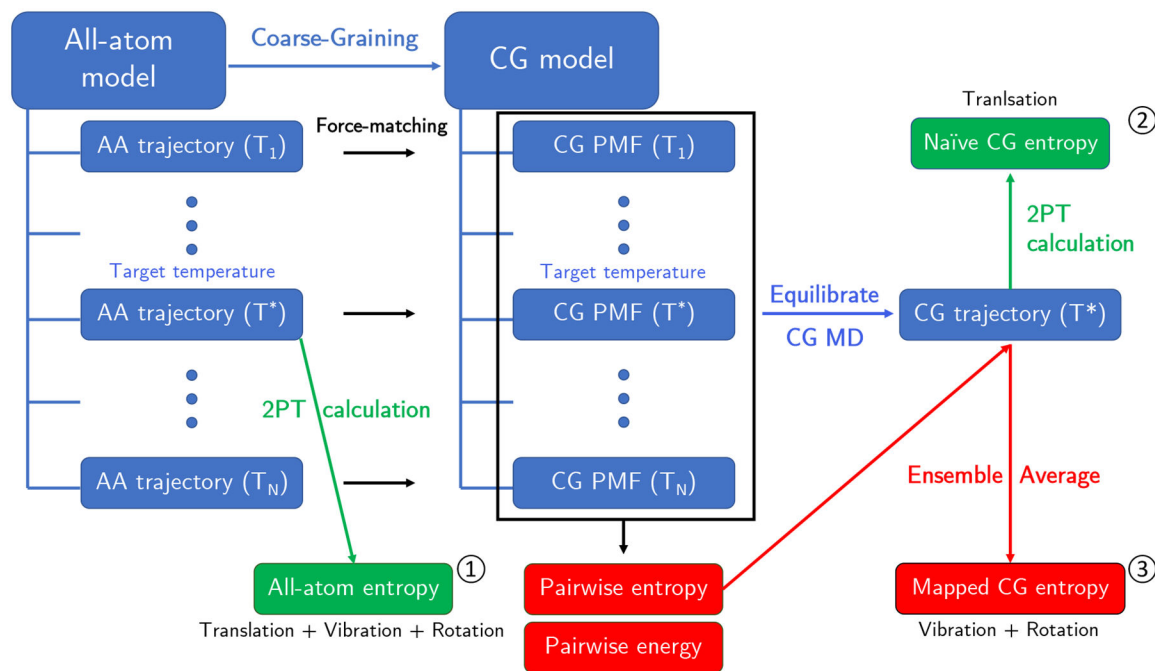 All-atom
model
Coarse-Graining
CG model
Force-matching
AA trajectory (T1)
CG PMF (T1)
Tranlsation
②
Naïve CG entropy
2PT
calculation
Target temperature
Target temperature
AA trajectory (T*)
CG PMF (T*)
Equilibrate
CG MD
CG trajectory (T*)
2PT calculation
Ensemble Average
AA trajectory (TN)
CG PMF (TN)
①
All-atom entropy
Translation + Vibration + Rotation
Pairwise entropy
Pairwise energy
③
Mapped CG entropy
Vibration + Rotation